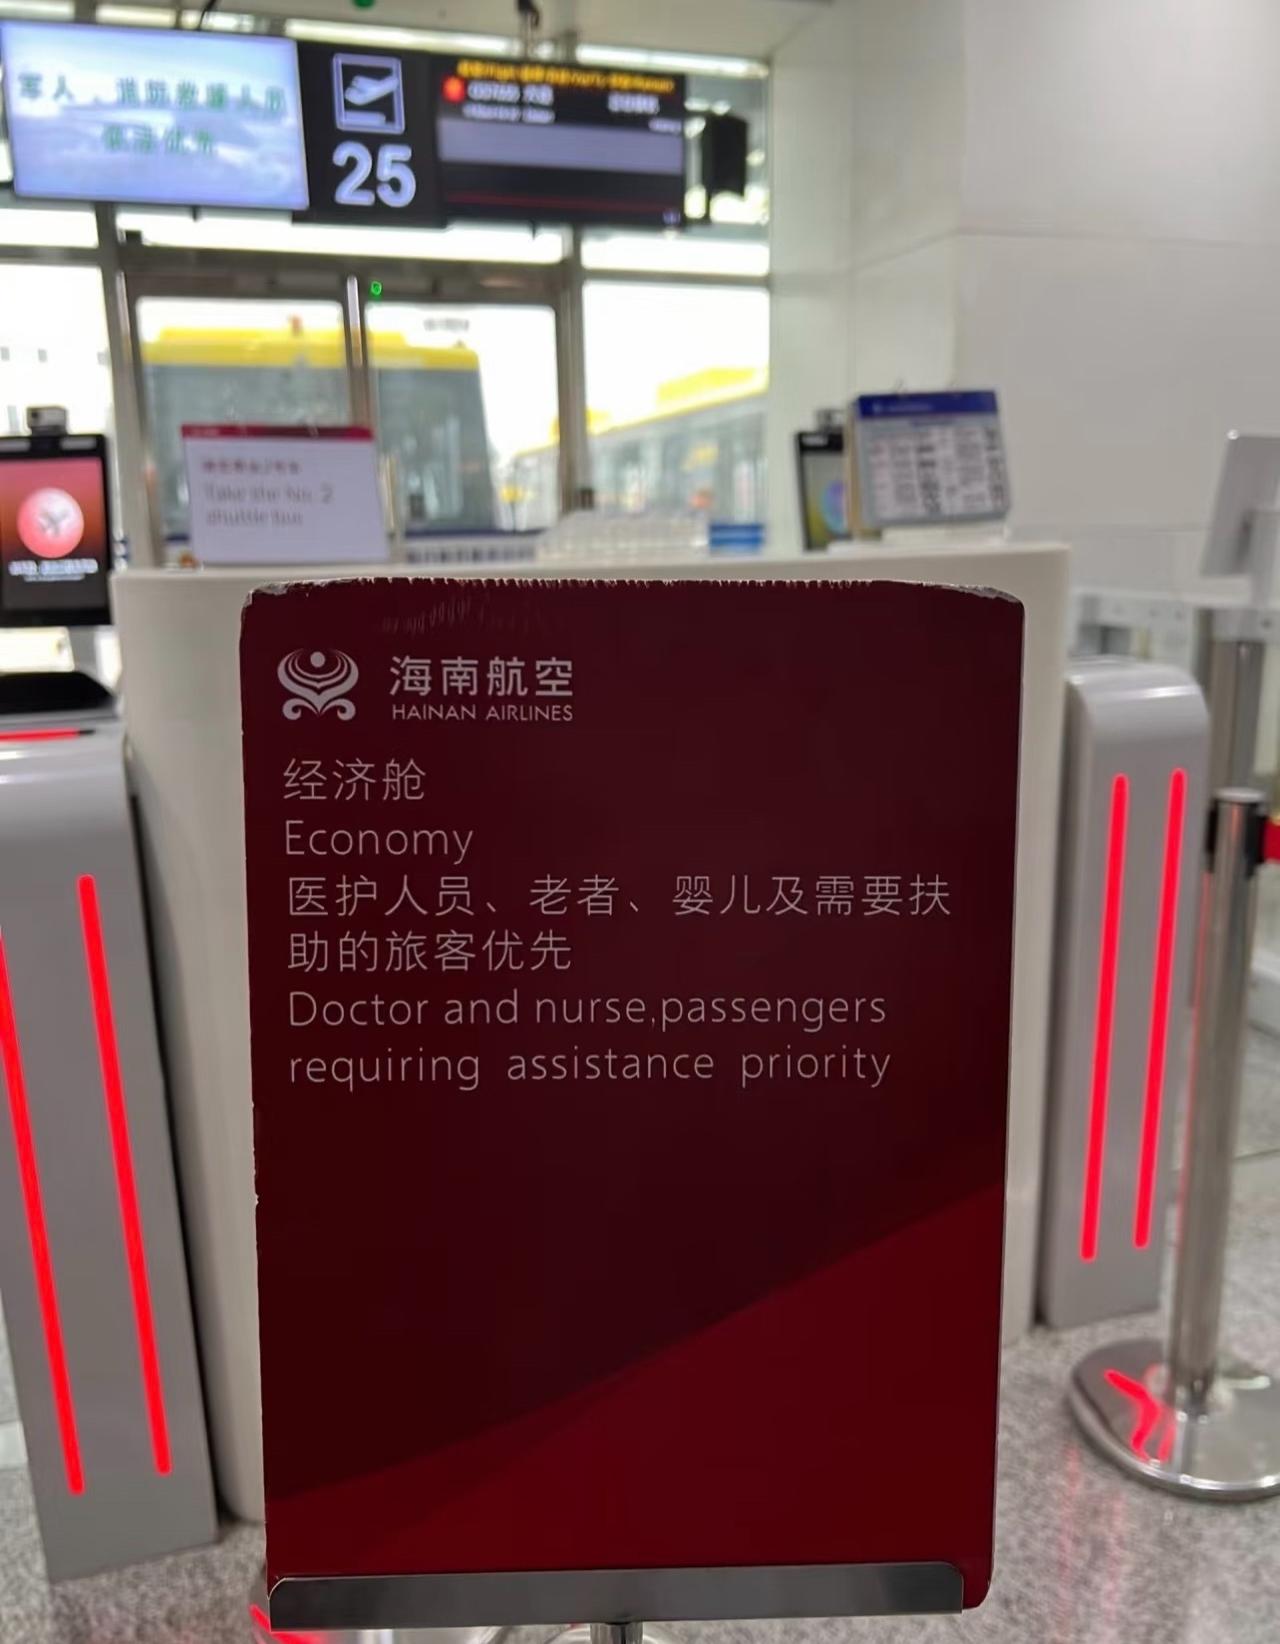 军人、消防救援人员
依法优先
25
Take the No. 2
shuttle bus
海南航空
HAINAN AIRLINES
经济舱
Economy
医护人员、老者、婴儿及需要扶
助的旅客优先
Doctor and nurse,passengers
requiring assistance priority